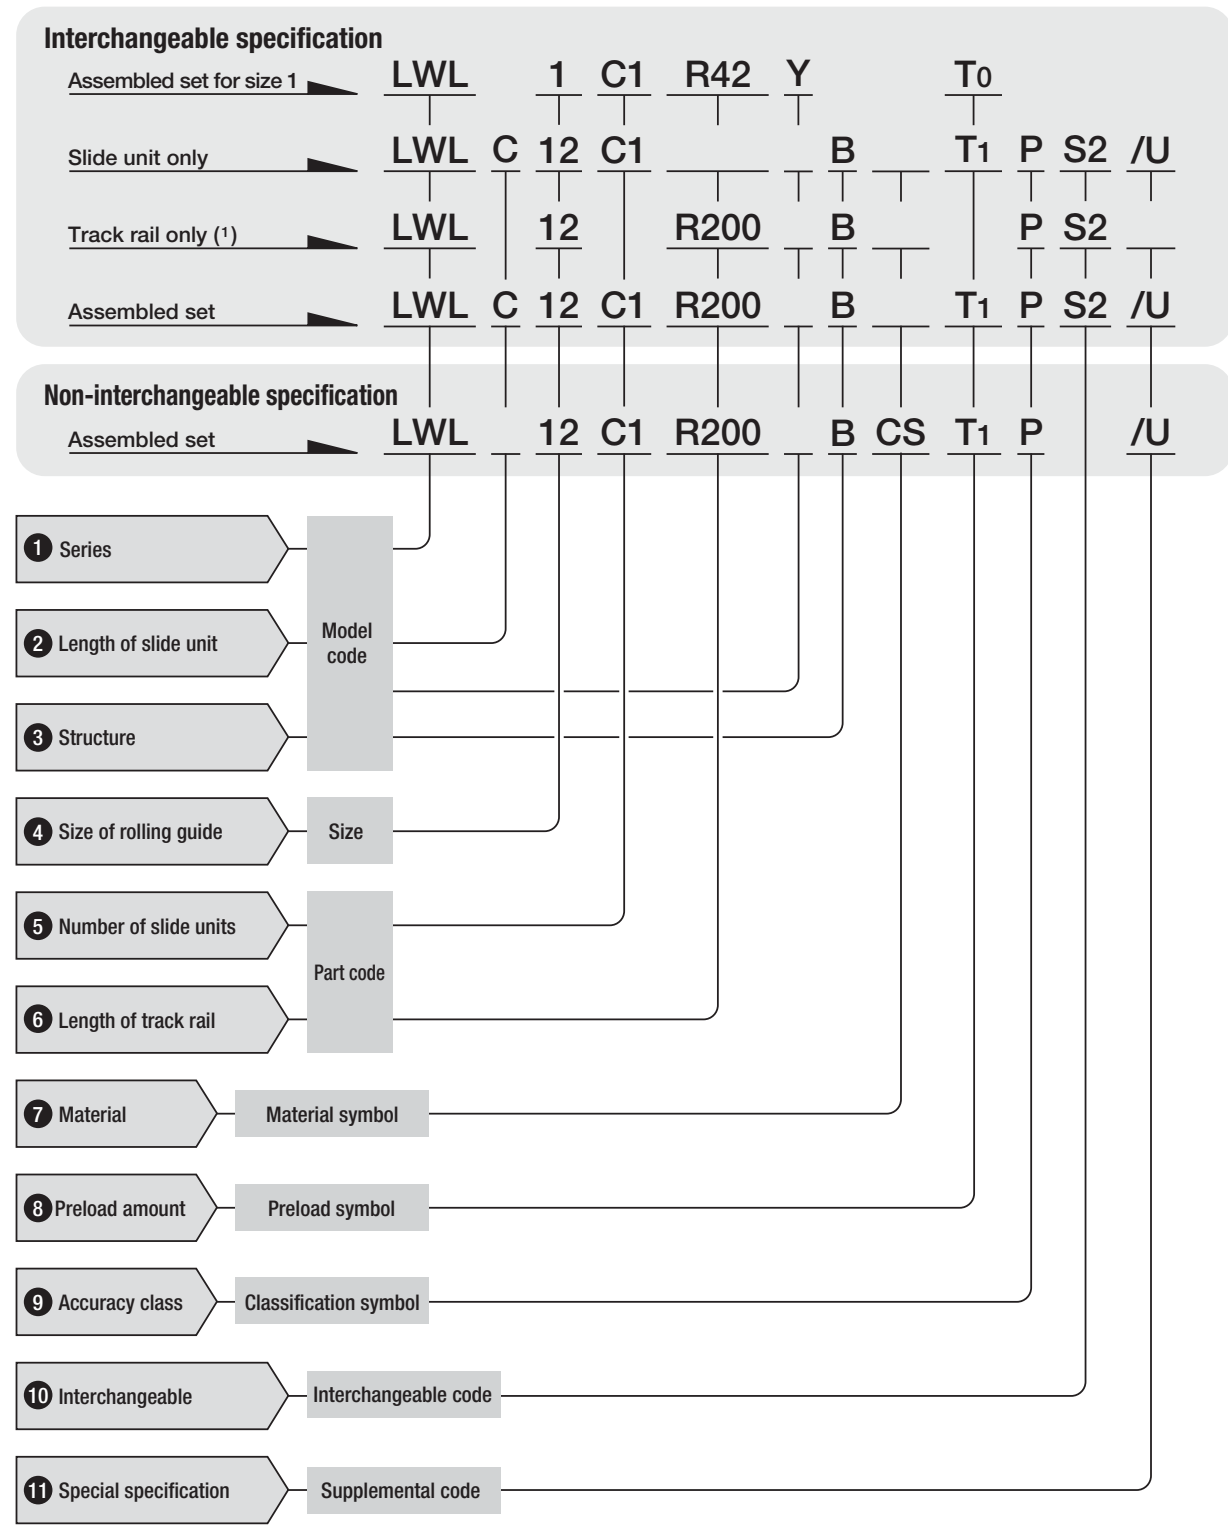 Interchangeable specification
Assembled set for size 1 LWL 1 C1 R42 Y T0
Slide unit only LWL C 12 C1 B T1 P S2 /U
Track rail only (1) LWL 12 R200 B P S2
Assembled set LWL C 12 C1 R200 B T1 P S2 /U
Non-interchangeable specification
Assembled set LWL 12 C1 R200 B CS T1 P /U
1 Series
Model
code
2 Length of slide unit
3 Structure
4 Size of rolling guide
Size
5 Number of slide units
Part code
6 Length of track rail
7 Material
Material symbol
8 Preload amount
Preload symbol
9 Accuracy class
Classification symbol
10 Interchangeable
Interchangeable code
11 Special specification
Supplemental code